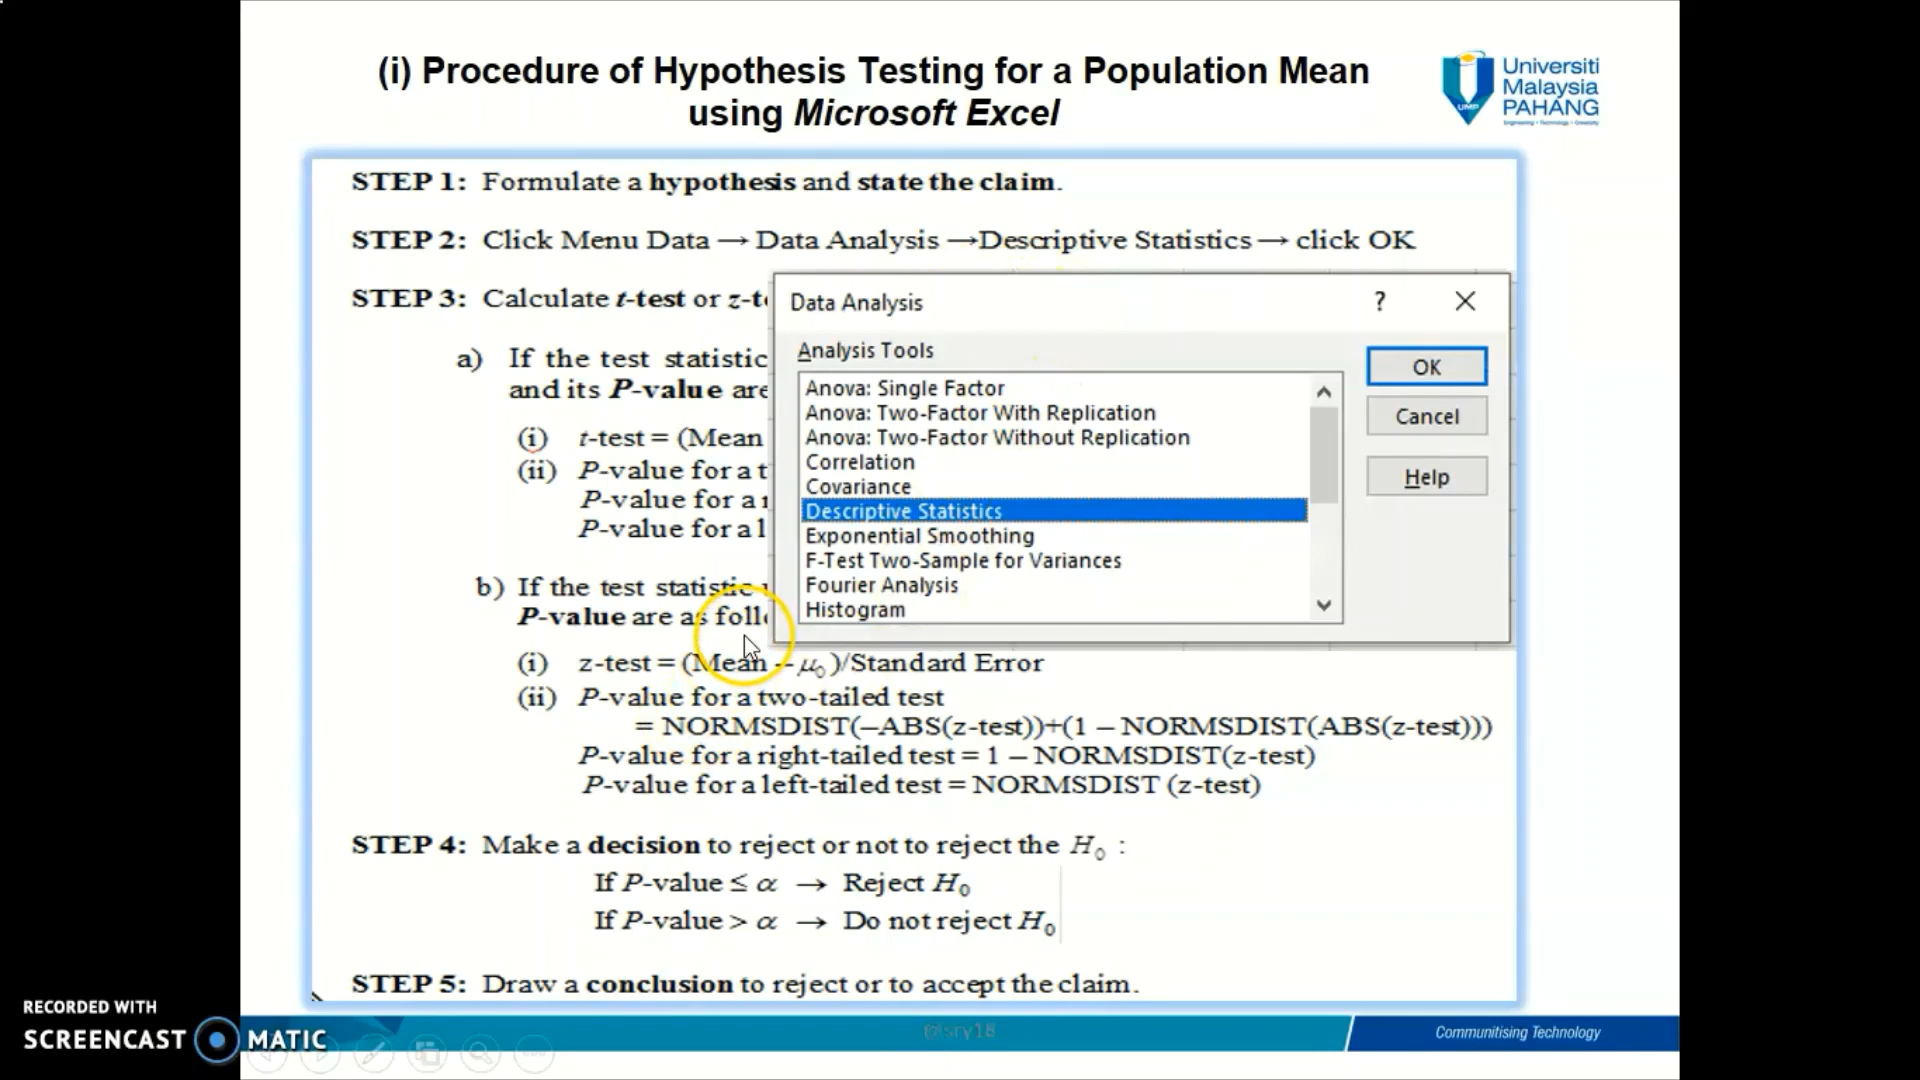 (i) Procedure of Hypothesis Testing for a Population Mean
using Microsoft Excel
UMP
Universiti
Malaysia
PAHANG
STEP 1: Formulate a hypothesis and state the claim.
STEP 2: Click Menu Data → Data Analysis →Descriptive Statistics → click OK
STEP 3: Calculate t-test or z-t
a) If the test statistic
and its P-value are
(i) t-test = (Mean
(ii) P-value for a t
P-value for a r
P-value for a l
b) If the test statistic
P-value are as foll
Data Analysis
?
Analysis Tools
Anova: Single Factor
Anova: Two-Factor With Replication
Anova: Two-Factor Without Replication
Correlation
Covariance
Descriptive Statistics
Exponential Smoothing
F-Test Two-Sample for Variances
Fourier Analysis
Histogram
OK
Cancel
Help
(i) z-test = (Mean – μ0)/Standard Error
(ii) P-value for a two-tailed test
= NORMSDIST(–ABS(z-test))+(1 – NORMSDIST(ABS(z-test)))
P-value for a right-tailed test = 1 – NORMSDIST(z-test)
P-value for a left-tailed test = NORMSDIST (z-test)
STEP 4: Make a decision to reject or not to reject the H0 :
If P-value ≤ α → Reject H0
If P-value > α → Do not reject H0
STEP 5: Draw a conclusion to reject or to accept the claim.
Communitising Technology
RECORDED WITH
SCREENCAST MATIC